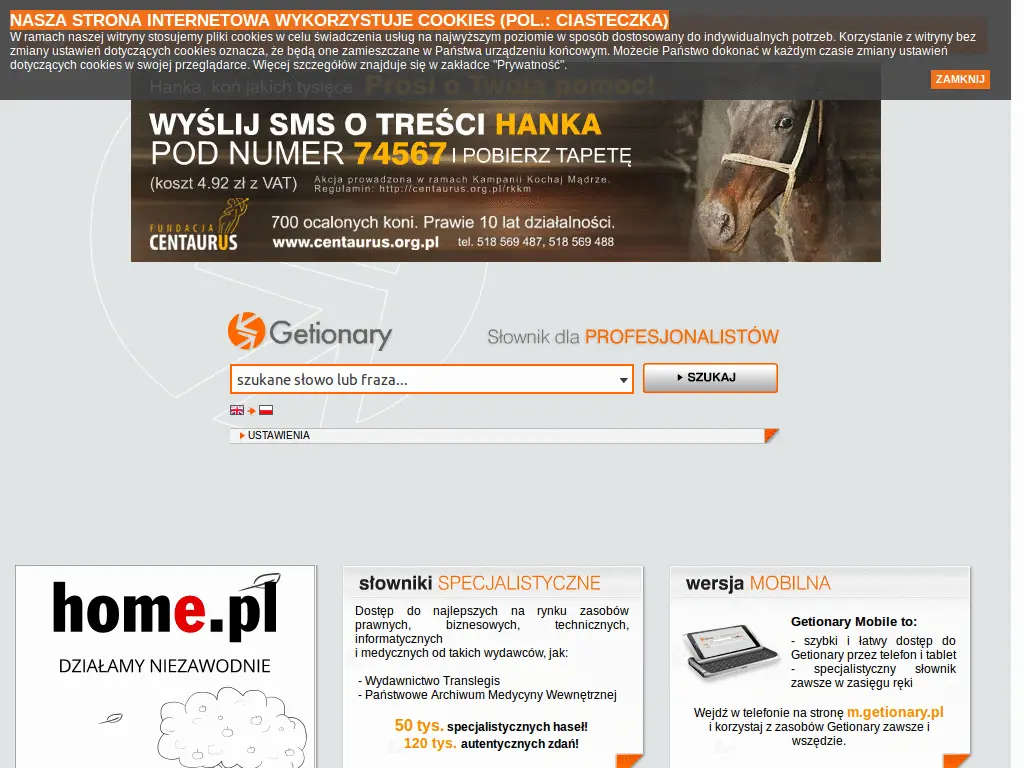 NASZA STRONA INTERNETOWA WYKORZYSTUJE COOKIES (POL.: CIASTECZKA)
W ramach naszej witryny stosujemy pliki cookies w celu świadczenia usług na najwyższym poziomie w sposób dostosowany do indywidualnych potrzeb. Korzystanie z witryny bez
zmiany ustawień dotyczących cookies oznacza, że będą one zamieszczane w Państwa urządzeniu końcowym. Możecie Państwo dokonać w każdym czasie zmiany ustawień
dotyczących cookies w swojej przeglądarce. Więcej szczegółów znajduje się w zakładce "Prywatność".
ZAMKNIJ
Hanka, koń jakich tysiące Prosi o Twoją pomoc!
WYŚLIJ SMS O TREŚCI HANKA
POD NUMER 74567 I POBIERZ TAPETĘ
(koszt 4.92 zł z VAT)
Akcja prowadzona w ramach Kampanii Kochaj Mądrze.
Regulamin: http://centaurus.org.pl/rkkm
FUNDACJA
CENTAURUS
700 ocalonych koni. Prawie 10 lat działalności.
www.centaurus.org.pl tel. 518 569 487, 518 569 488
Getionary
Słownik dla PROFESJONALISTÓW
szukane słowo lub fraza...
SZUKAJ
USTAWIENIA
home.pl
DZIAŁAMY NIEZAWODNIE
słowniki SPECJALISTYCZNE
Dostęp do najlepszych na rynku zasobów
prawnych, biznesowych, technicznych,
informatycznych
i medycznych od takich wydawców, jak:
- Wydawnictwo Translegis
- Państwowe Archiwum Medycyny Wewnętrznej
50 tys. specjalistycznych haseł!
120 tys. autentycznych zdań!
wersja MOBILNA
Getionary Mobile to:
- szybki i łatwy dostęp do
Getionary przez telefon i tablet
- specjalistyczny słownik
zawsze w zasięgu ręki
Wejdź w telefonie na stronę m.getionary.pl
i korzystaj z zasobów Getionary zawsze i
wszędzie.